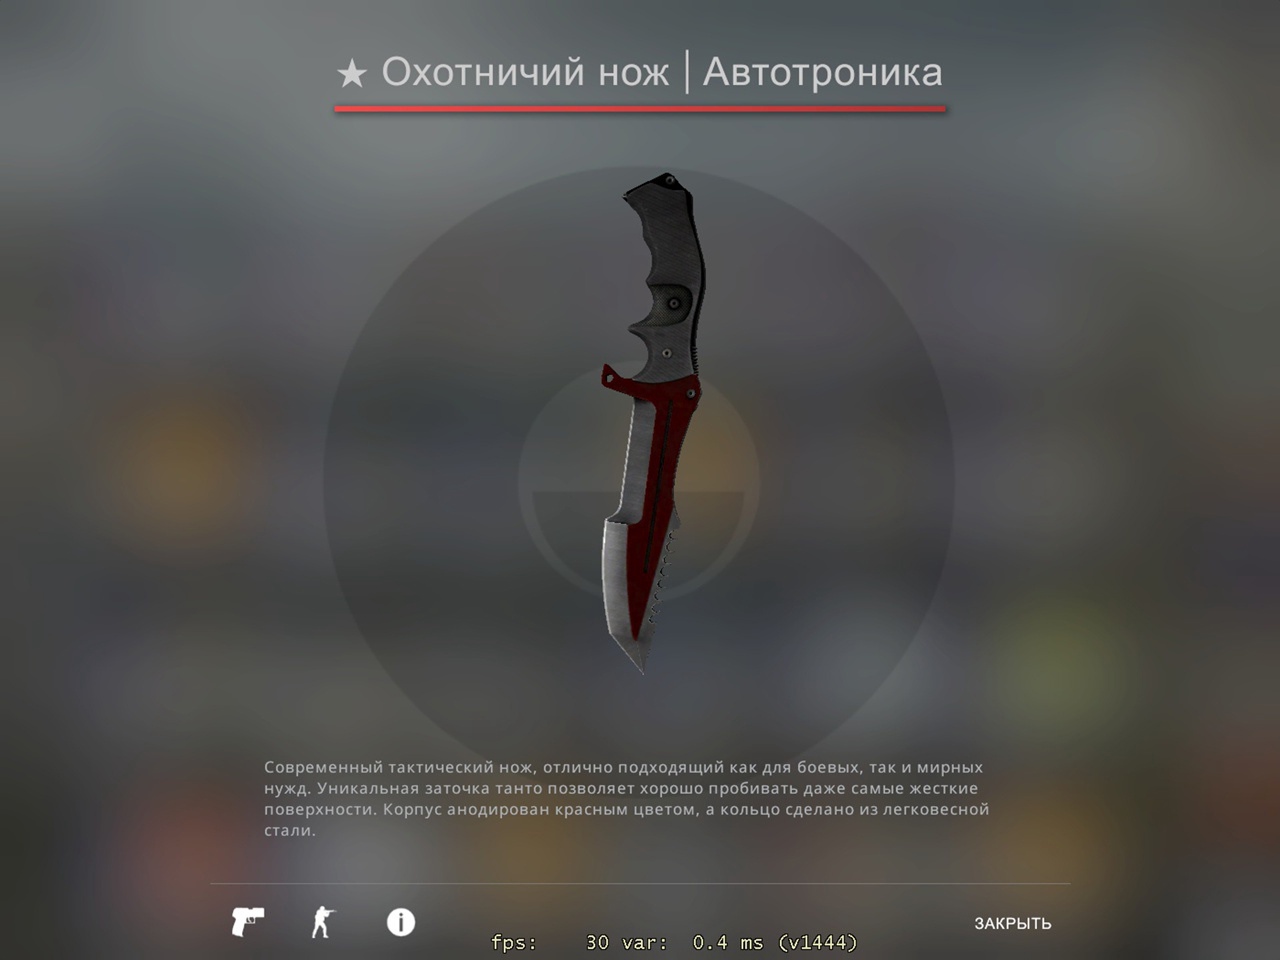 ★ Охотничий нож | Автотроника
Современный тактический нож, отлично подходящий как для боевых, так и мирных
нужд. Уникальная заточка танто позволяет хорошо пробивать даже самые жесткие
поверхности. Корпус анодирован красным цветом, а кольцо сделано из легковесной
стали.
ЗАКРЫТЬ
fps: 30 var: 0.4 ms (v1444)